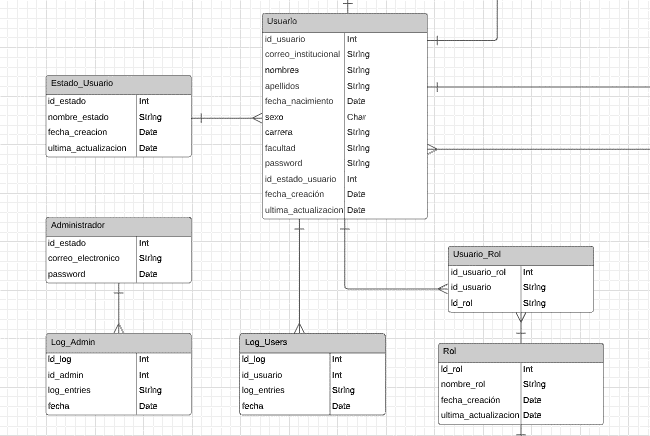 Usuario
id_usuario Int
correo_institucional String
nombres String
apellidos String
fecha_nacimiento Date
sexo Char
carrera String
facultad String
password String
id_estado_usuario Int
fecha_creación Date
ultima_actualizacion Date
Estado_Usuario
id_estado Int
nombre_estado String
fecha_creacion Date
ultima_actualizacion Date
Administrador
id_estado Int
correo_electronico String
password Date
Usuario_Rol
id_usuario_rol Int
id_usuario String
id_rol String
Log_Admin
id_log Int
id_admin Int
log_entries String
fecha Date
Log_Users
id_log Int
id_usuario Int
log_entries String
fecha Date
Rol
id_rol Int
nombre_rol String
fecha_creación Date
ultima_actualizacion Date